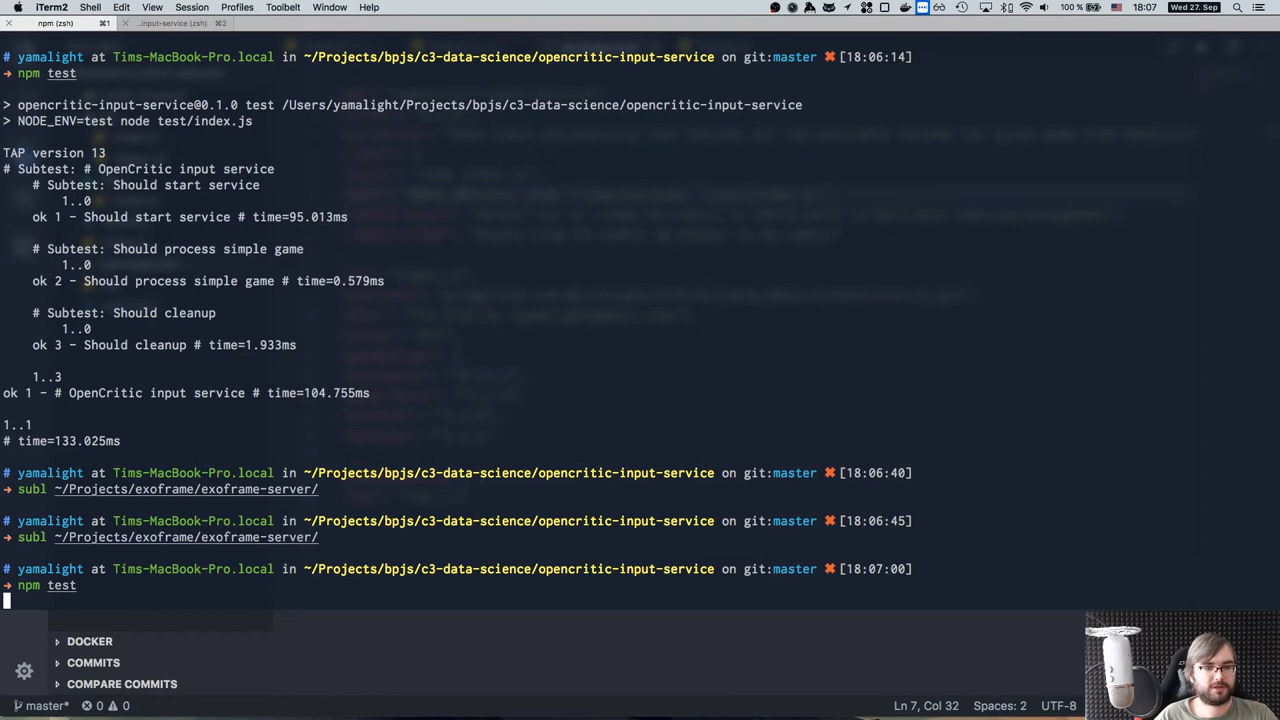 iTerm2 Shell Edit View Session Profiles Toolbelt Window Help 100 % 18:07 Wed 27. Sep
npm (zsh) ⌘1 ..input-service (zsh) ⌘2
# yamalight at Tims-MacBook-Pro.local in ~/Projects/bpjs/c3-data-science/opencritic-input-service on git:master ✖ [18:06:14]
→ npm test
> opencritic-input-service@0.1.0 test /Users/yamalight/Projects/bpjs/c3-data-science/opencritic-input-service
> NODE_ENV=test node test/index.js
TAP version 13
# Subtest: # OpenCritic input service
# Subtest: Should start service
1..0
ok 1 - Should start service # time=95.013ms
# Subtest: Should process simple game
1..0
ok 2 - Should process simple game # time=0.579ms
# Subtest: Should cleanup
1..0
ok 3 - Should cleanup # time=1.933ms
1..3
ok 1 - # OpenCritic input service # time=104.755ms
1..1
# time=133.025ms
# yamalight at Tims-MacBook-Pro.local in ~/Projects/bpjs/c3-data-science/opencritic-input-service on git:master ✖ [18:06:40]
→ subl ~/Projects/exoframe/exoframe-server/
# yamalight at Tims-MacBook-Pro.local in ~/Projects/bpjs/c3-data-science/opencritic-input-service on git:master ✖ [18:06:45]
→ subl ~/Projects/exoframe/exoframe-server/
# yamalight at Tims-MacBook-Pro.local in ~/Projects/bpjs/c3-data-science/opencritic-input-service on git:master ✖ [18:07:00]
→ npm test
DOCKER
COMMITS
COMPARE COMMITS
master* 0 0 Ln 7, Col 32 Spaces: 2 UTF-8